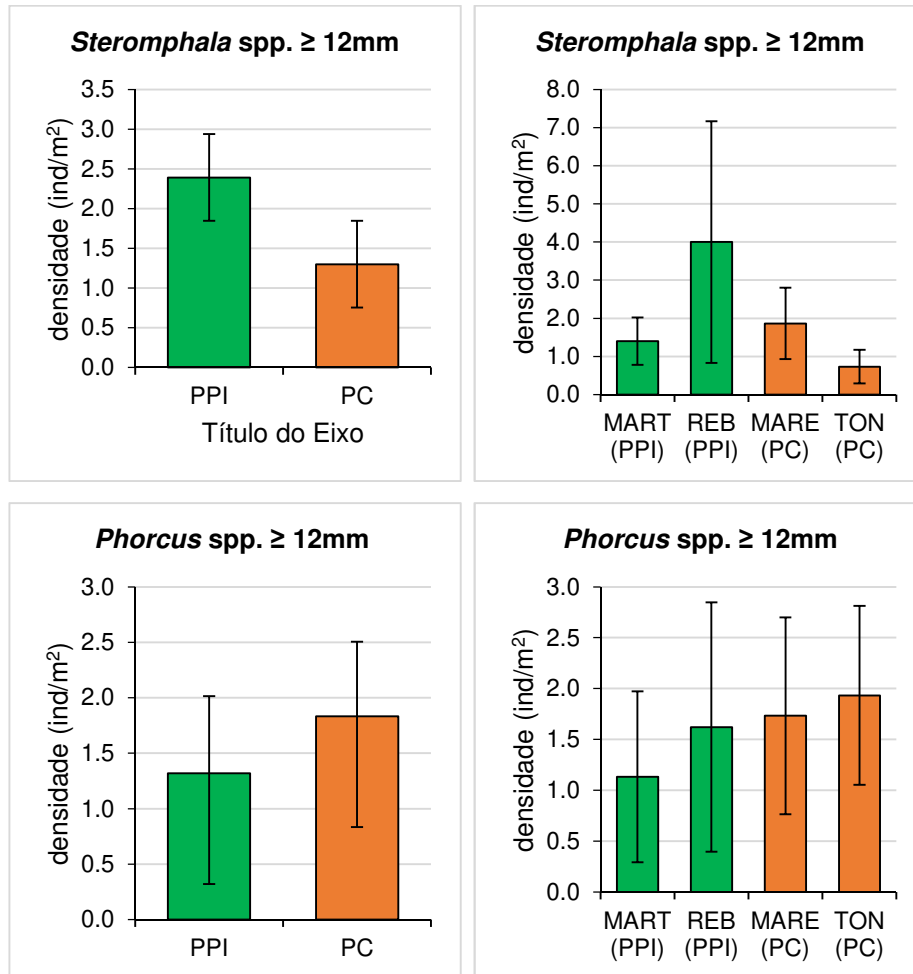 Steromphala spp. ≥ 12mm
densidade (ind/m²)
3.5
3.0
2.5
2.0
1.5
1.0
0.5
0.0
PPI PC
Título do Eixo
Steromphala spp. ≥ 12mm
densidade (ind/m²)
8.0
7.0
6.0
5.0
4.0
3.0
2.0
1.0
0.0
MART REB MARE TON
(PPI) (PPI) (PC) (PC)
Phorcus spp. ≥ 12mm
densidade (ind/m²)
3.0
2.5
2.0
1.5
1.0
0.5
0.0
PPI PC
Phorcus spp. ≥ 12mm
densidade (ind/m²)
3.0
2.5
2.0
1.5
1.0
0.5
0.0
MART REB MARE TON
(PPI) (PPI) (PC) (PC)